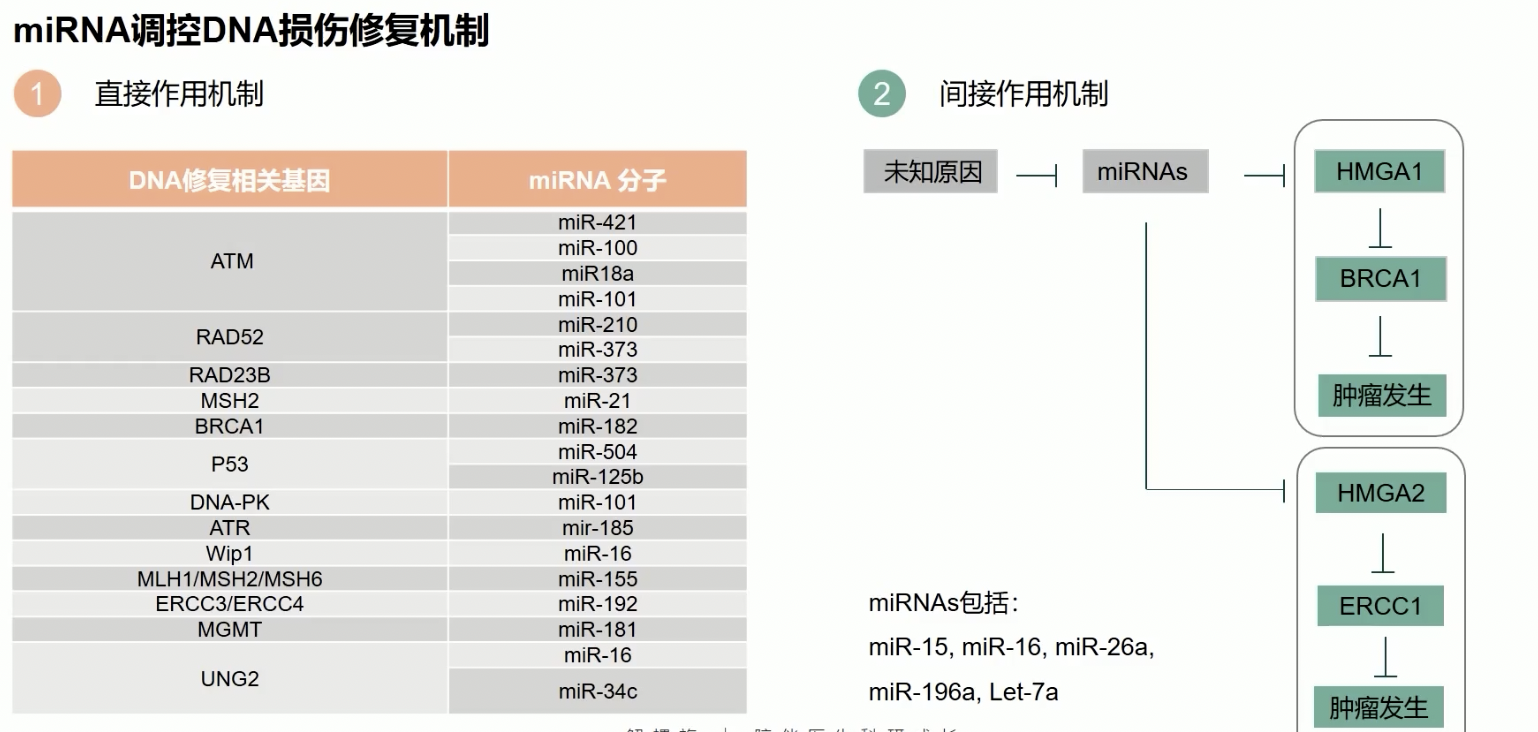 miRNA调控DNA损伤修复机制
1 直接作用机制
DNA修复相关基因 miRNA 分子
ATM miR-421
miR-100
miR18a
miR-101
RAD52 miR-210
miR-373
RAD23B miR-373
MSH2 miR-21
BRCA1 miR-182
P53 miR-504
miR-125b
DNA-PK miR-101
ATR mir-185
Wip1 miR-16
MLH1/MSH2/MSH6 miR-155
ERCC3/ERCC4 miR-192
MGMT miR-181
UNG2 miR-16
miR-34c
2 间接作用机制
未知原因 miRNAs HMGA1
BRCA1
肿瘤发生
HMGA2
ERCC1
肿瘤发生
miRNAs包括：
miR-15, miR-16, miR-26a,
miR-196a, Let-7a